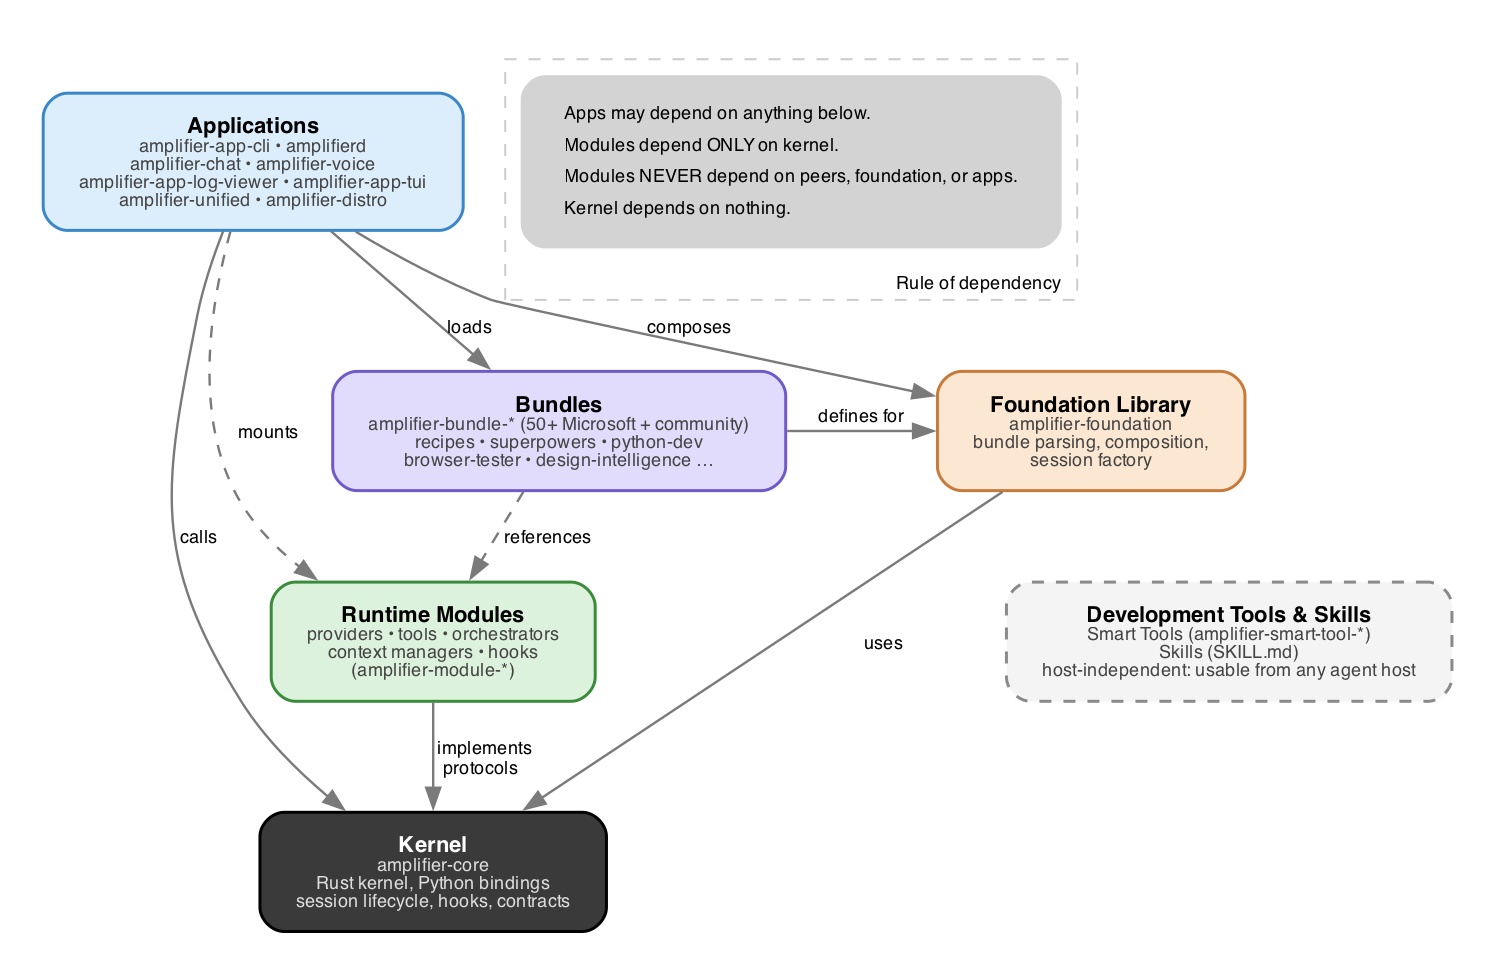 Applications
amplifier-app-cli • amplifierd
amplifier-chat • amplifier-voice
amplifier-app-log-viewer • amplifier-app-tui
amplifier-unified • amplifier-distro
Apps may depend on anything below.
Modules depend ONLY on kernel.
Modules NEVER depend on peers, foundation, or apps.
Kernel depends on nothing.
Rule of dependency
loads
composes
Bundles
amplifier-bundle-* (50+ Microsoft + community)
recipes • superpowers • python-dev
browser-tester • design-intelligence …
defines for
Foundation Library
amplifier-foundation
bundle parsing, composition,
session factory
mounts
calls
references
Runtime Modules
providers • tools • orchestrators
context managers • hooks
(amplifier-module-*)
uses
Development Tools & Skills
Smart Tools (amplifier-smart-tool-*)
Skills (SKILL.md)
host-independent: usable from any agent host
implements
protocols
Kernel
amplifier-core
Rust kernel, Python bindings
session lifecycle, hooks, contracts